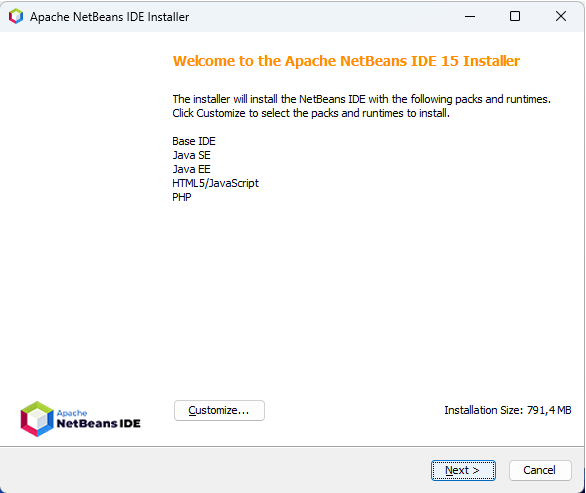 Apache NetBeans IDE Installer
Welcome to the Apache NetBeans IDE 15 Installer
The installer will install the NetBeans IDE with the following packs and runtimes.
Click Customize to select the packs and runtimes to install.
Base IDE
Java SE
Java EE
HTML5/JavaScript
PHP
Apache
NetBeans IDE
Customize...
Installation Size: 791,4 MB
Next >
Cancel